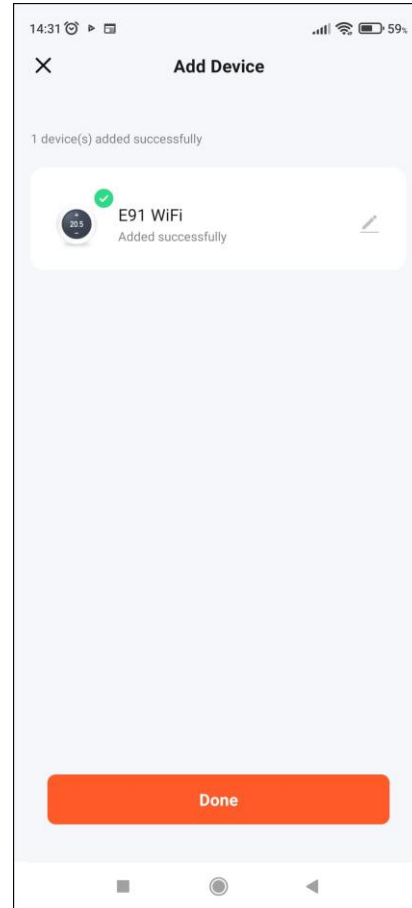 14:31
59%
Add Device
1 device(s) added successfully
20.5
E91 WiFi
Added successfully
Done